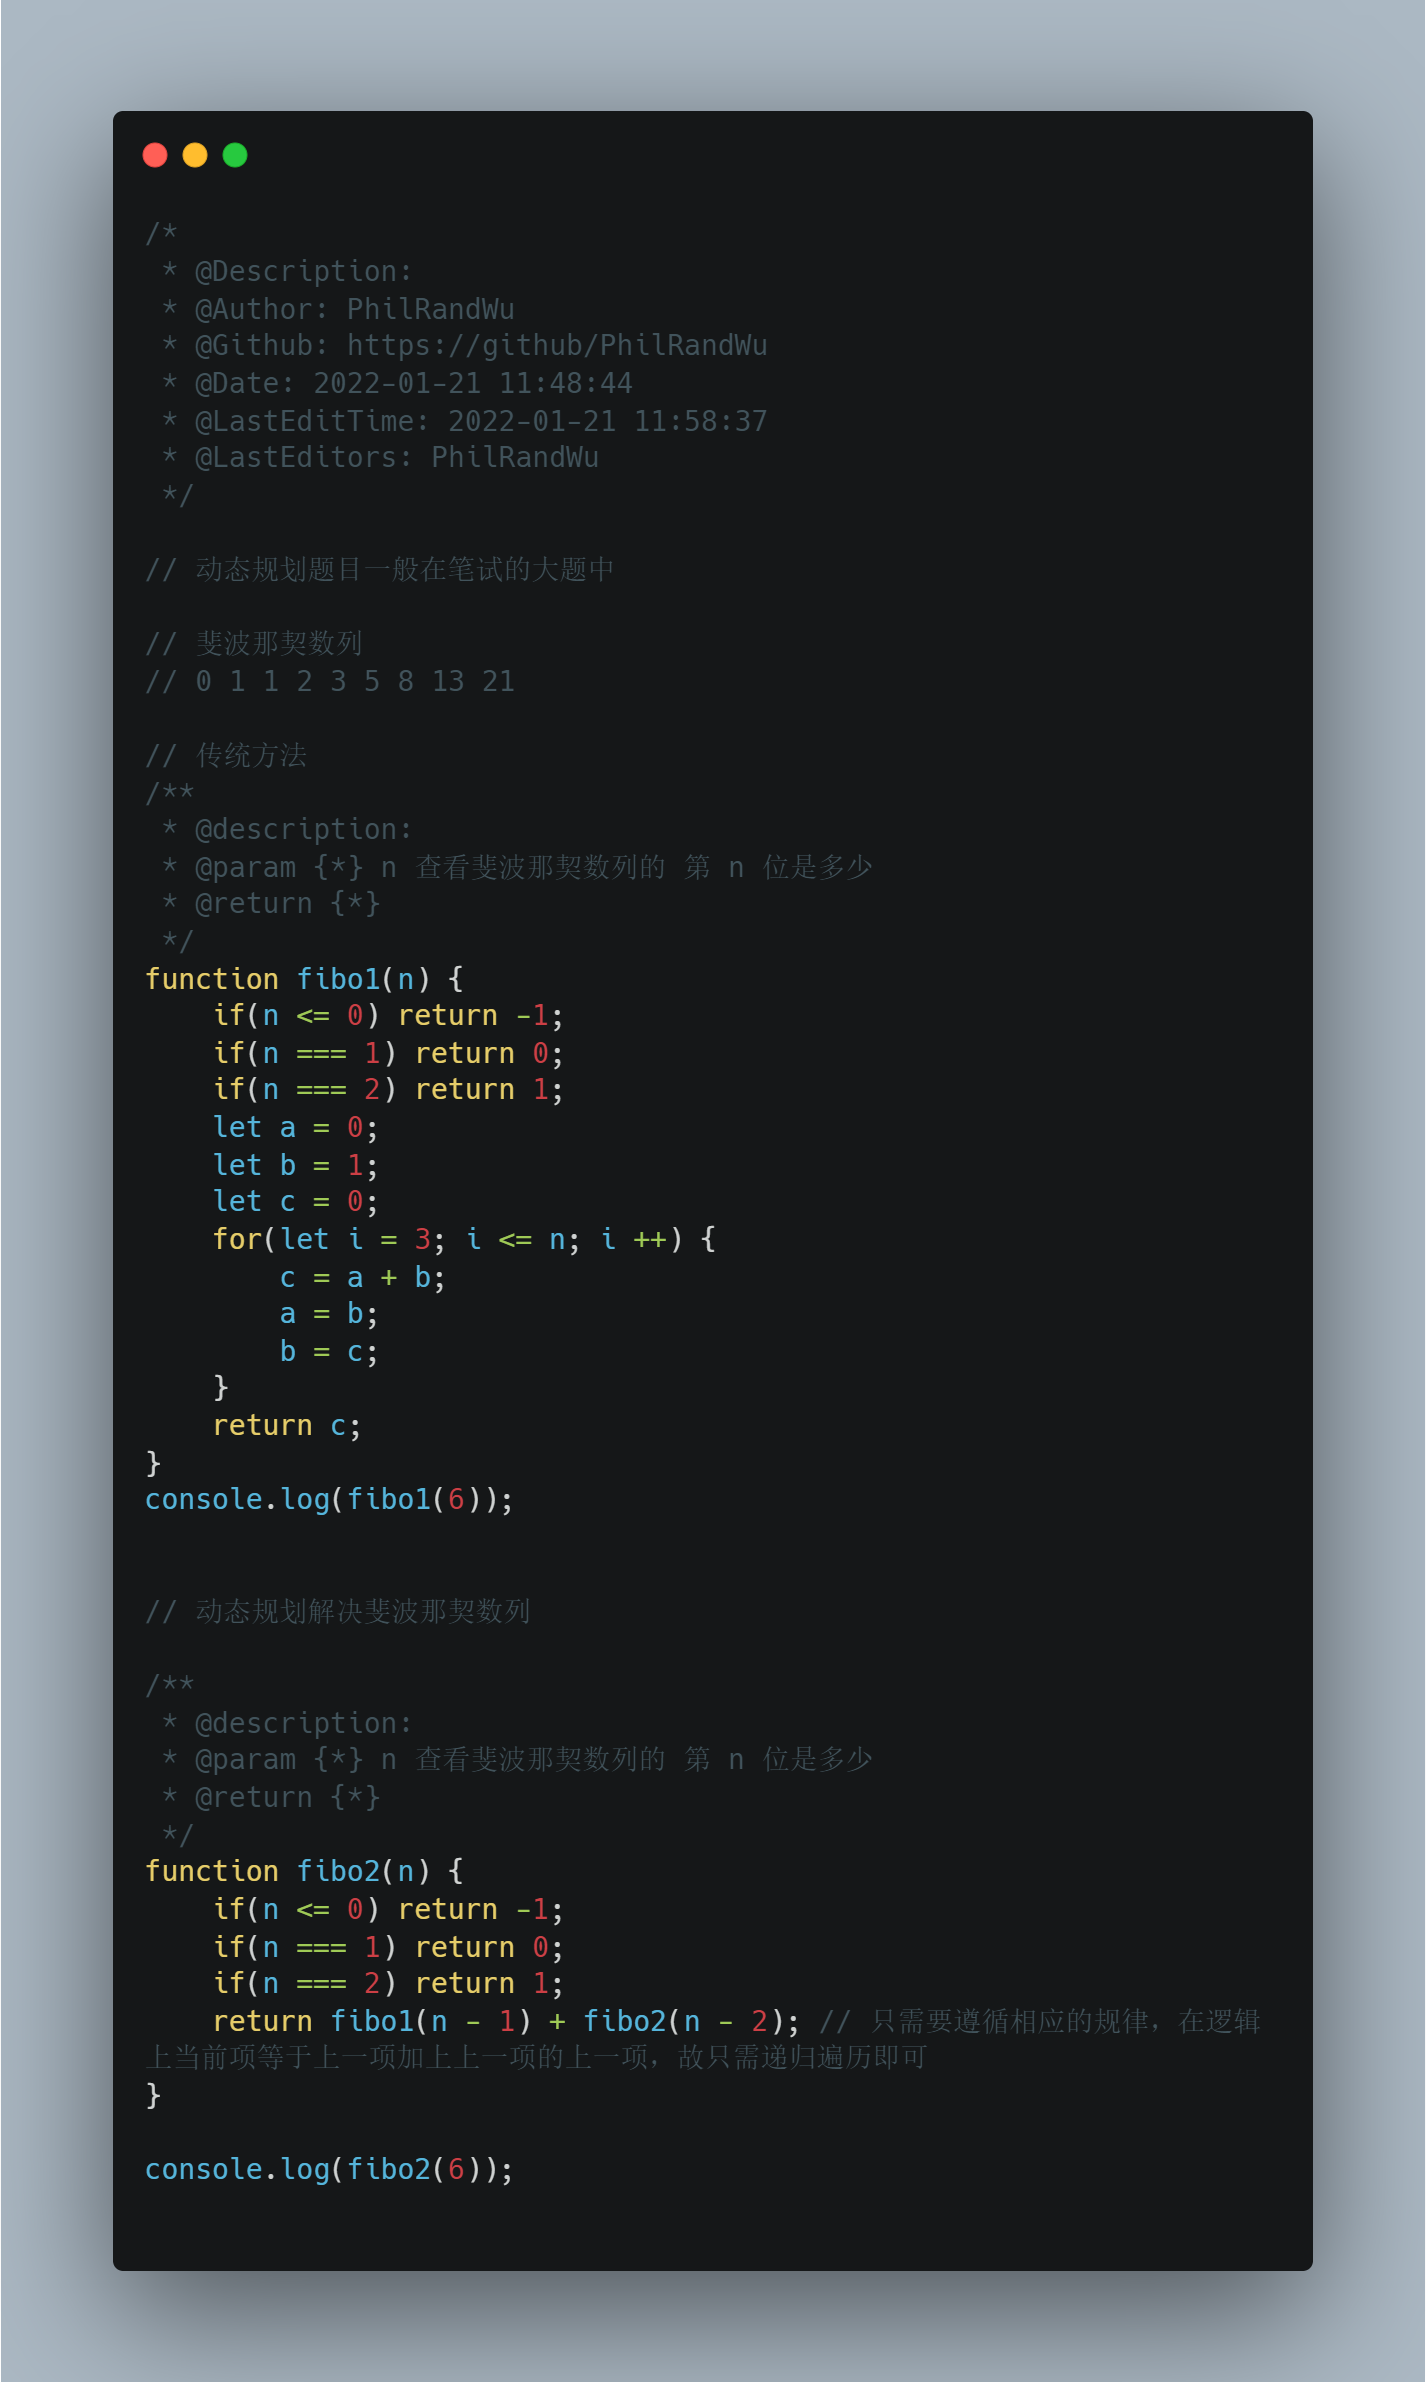 /*
 * @Description:
 * @Author: PhilRandWu
 * @Github: https://github/PhilRandWu
 * @Date: 2022-01-21 11:48:44
 * @LastEditTime: 2022-01-21 11:58:37
 * @LastEditors: PhilRandWu
 */
// 动态规划题目一般在笔试的大题中
// 斐波那契数列
// 0 1 1 2 3 5 8 13 21
// 传统方法
/**
 * @description:
 * @param {*} n 查看斐波那契数列的 第 n 位是多少
 * @return {*}
 */
function fibo1(n) {
    if(n <= 0) return -1;
    if(n === 1) return 0;
    if(n === 2) return 1;
    let a = 0;
    let b = 1;
    let c = 0;
    for(let i = 3; i <= n; i ++) {
        c = a + b;
        a = b;
        b = c;
    }
    return c;
}
console.log(fibo1(6));
// 动态规划解决斐波那契数列
/**
 * @description:
 * @param {*} n 查看斐波那契数列的 第 n 位是多少
 * @return {*}
 */
function fibo2(n) {
    if(n <= 0) return -1;
    if(n === 1) return 0;
    if(n === 2) return 1;
    return fibo1(n - 1) + fibo2(n - 2); // 只需要遵循相应的规律，在逻辑
上当前项等于上一项加上上一项的上一项，故只需递归遍历即可
}
console.log(fibo2(6));